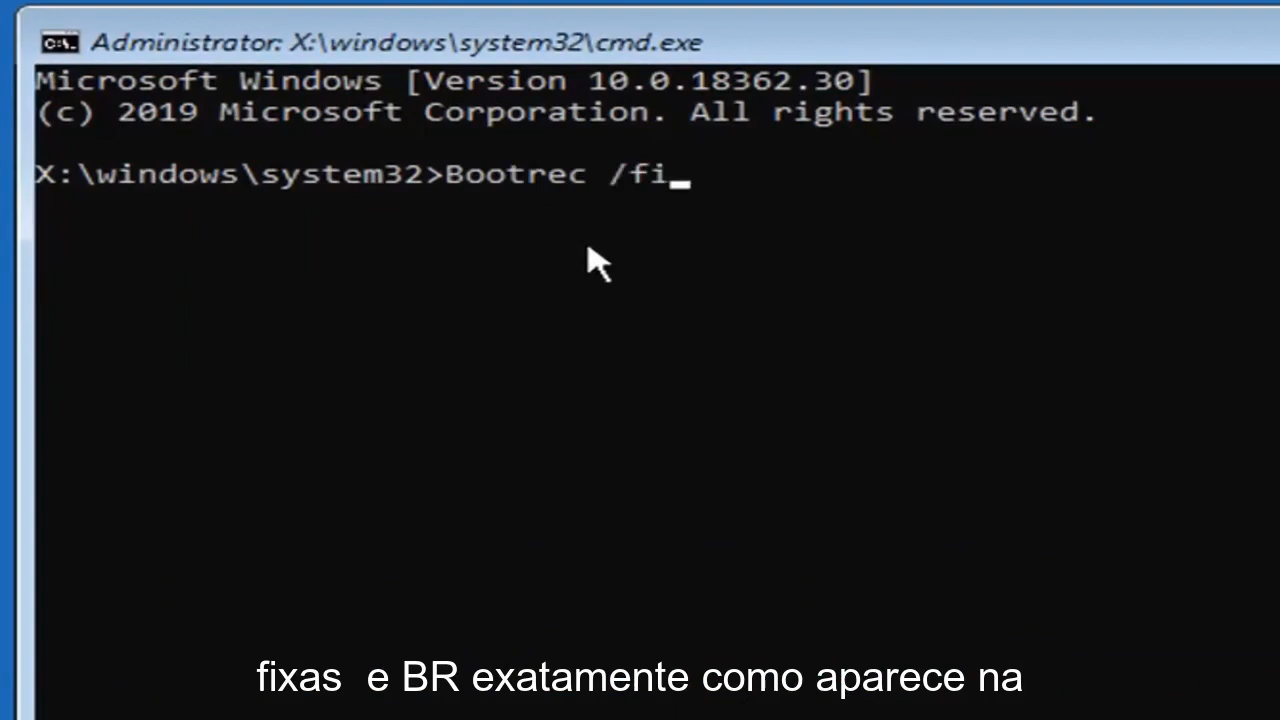 Administrator: X:\windows\system32\cmd.exe
Microsoft Windows [Version 10.0.18362.30]
(c) 2019 Microsoft Corporation. All rights reserved.
X:\windows\system32>Bootrec /fi_
fixas e BR exatamente como aparece na